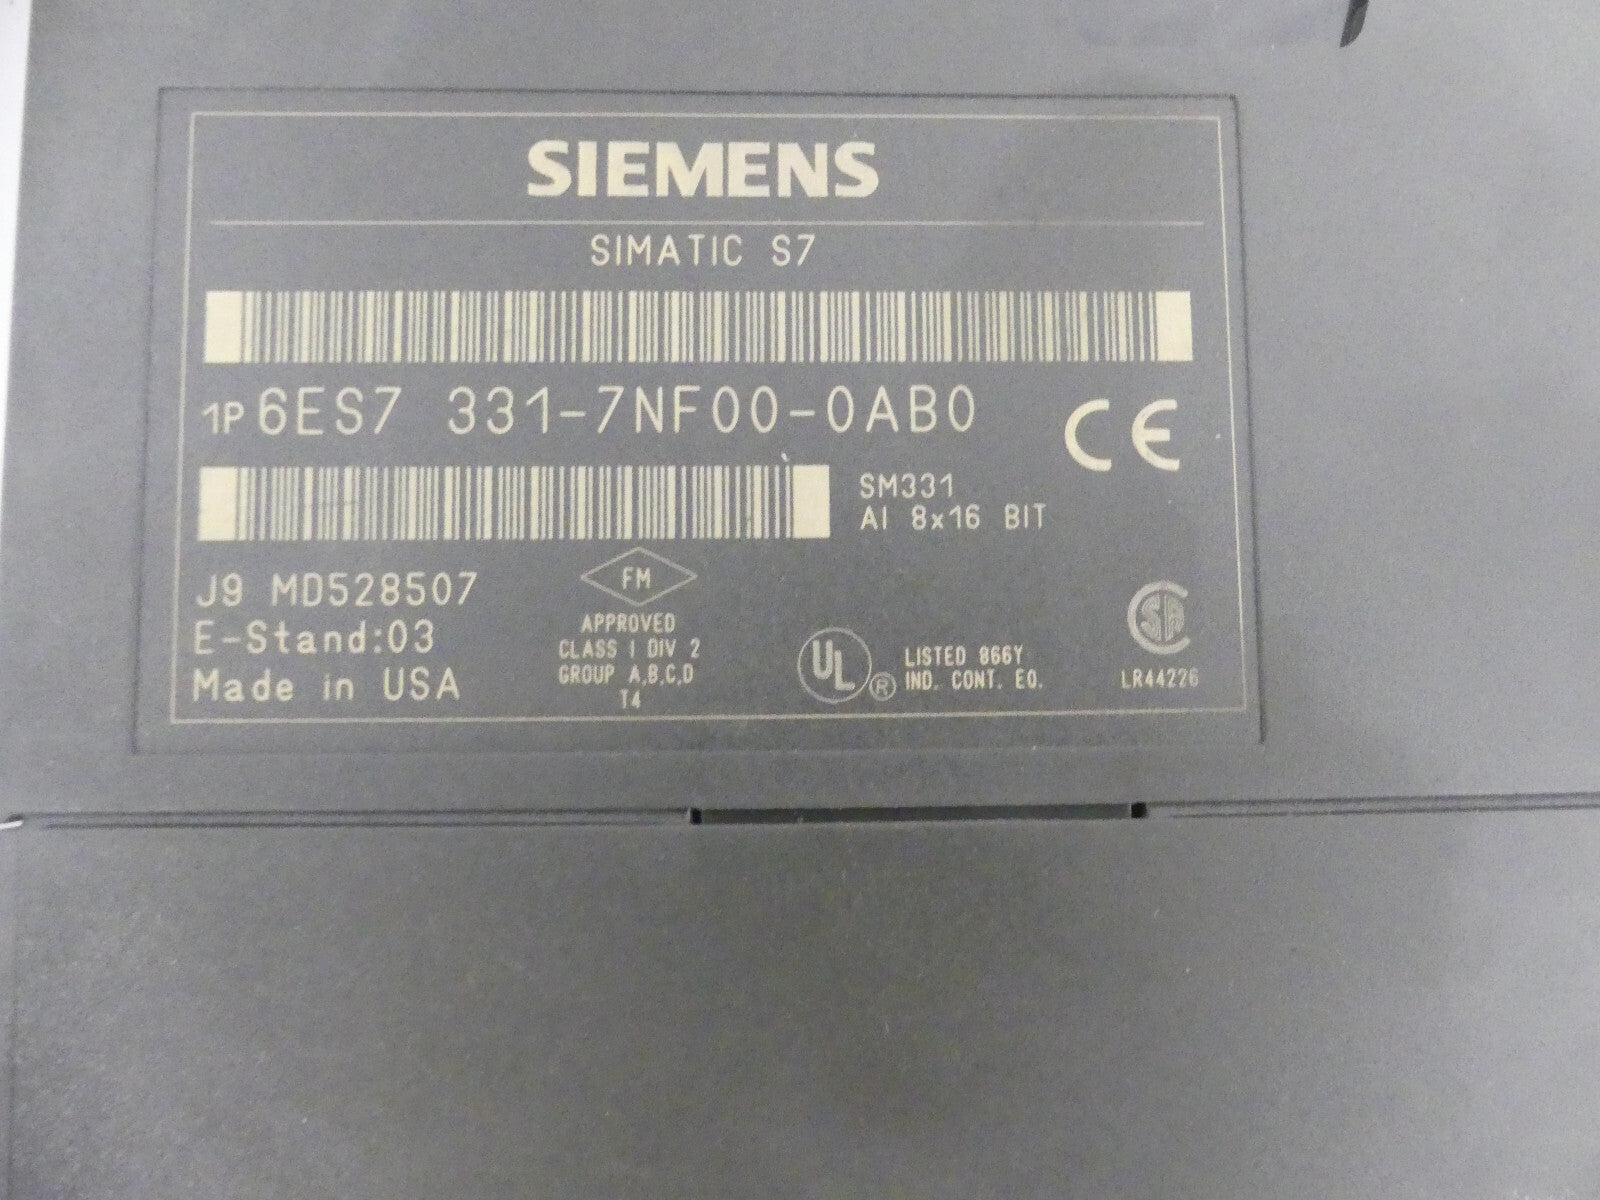 SIEMENS
SIMATIC S7
1P 6ES7 331-7NF00-0AB0
CE
SM331
AI 8x16 BIT
J9 MD528507
E-Stand:03
Made in USA
FM
APPROVED
CLASS I DIV 2
GROUP A,B,C,D
T4
UL ®
LISTED 866Y
IND. CONT. EQ.
SA
LR44226